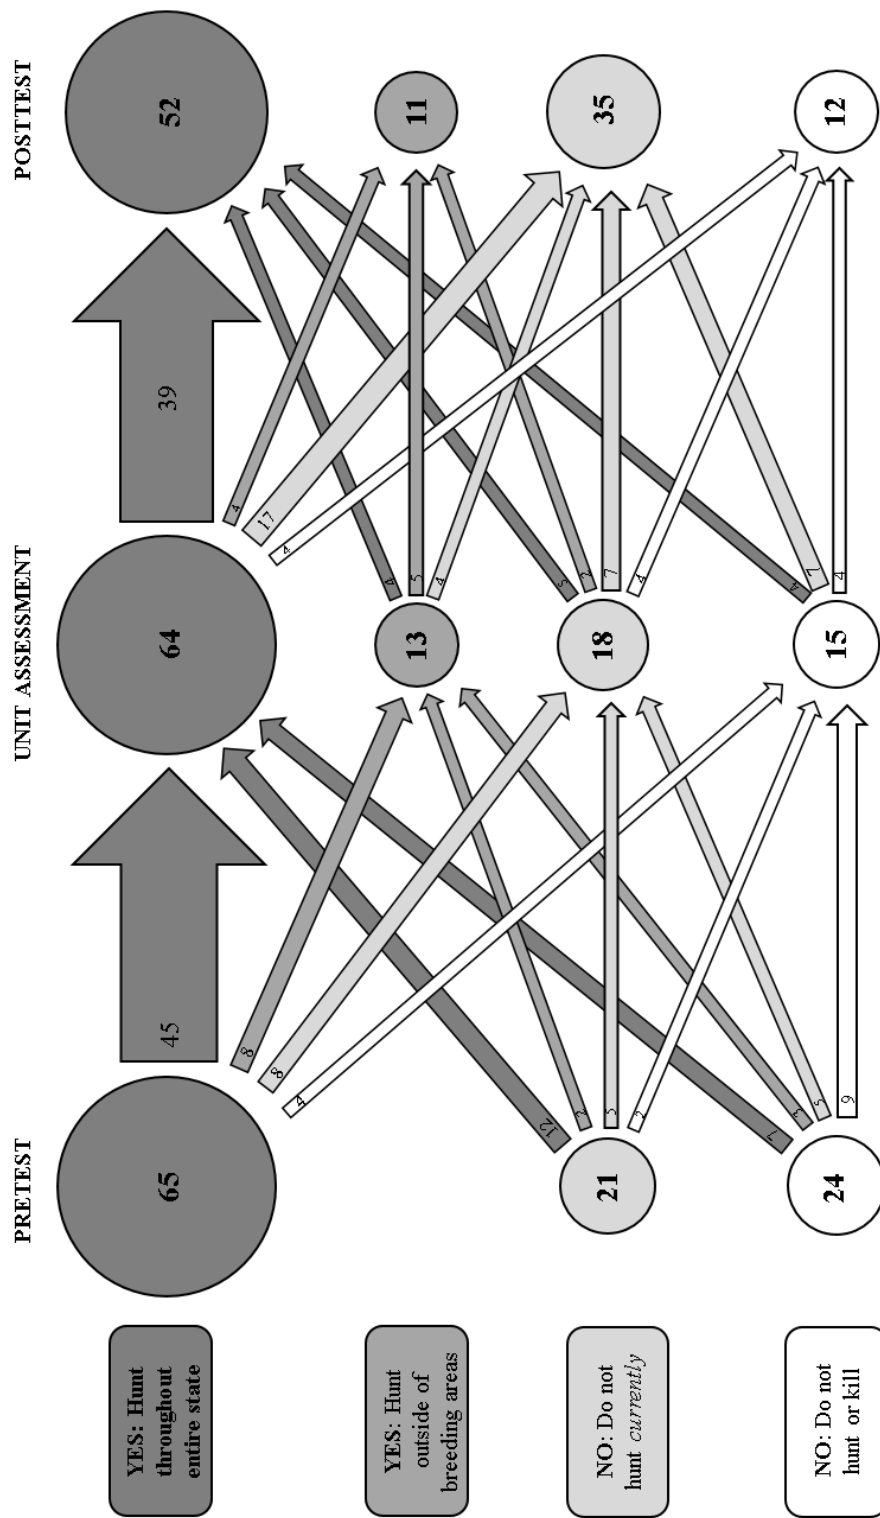 PRETEST
UNIT ASSESSMENT
POSTTEST
YES: Hunt
throughout
entire state
65
45
64
39
52
8
8
4
4
17
4
YES: Hunt
outside of
breeding areas
13
4
5
4
11
NO: Do not
hunt currently
21
12
2
5
2
18
5
2
7
4
35
NO: Do not
hunt or kill
24
7
3
5
9
15
4
7
4
12